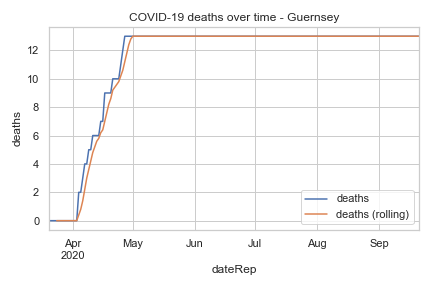 COVID-19 deaths over time - Guernsey
deaths
12
10
8
6
4
2
0
deaths
deaths (rolling)
Apr
2020
May
Jun
Jul
Aug
Sep
dateRep